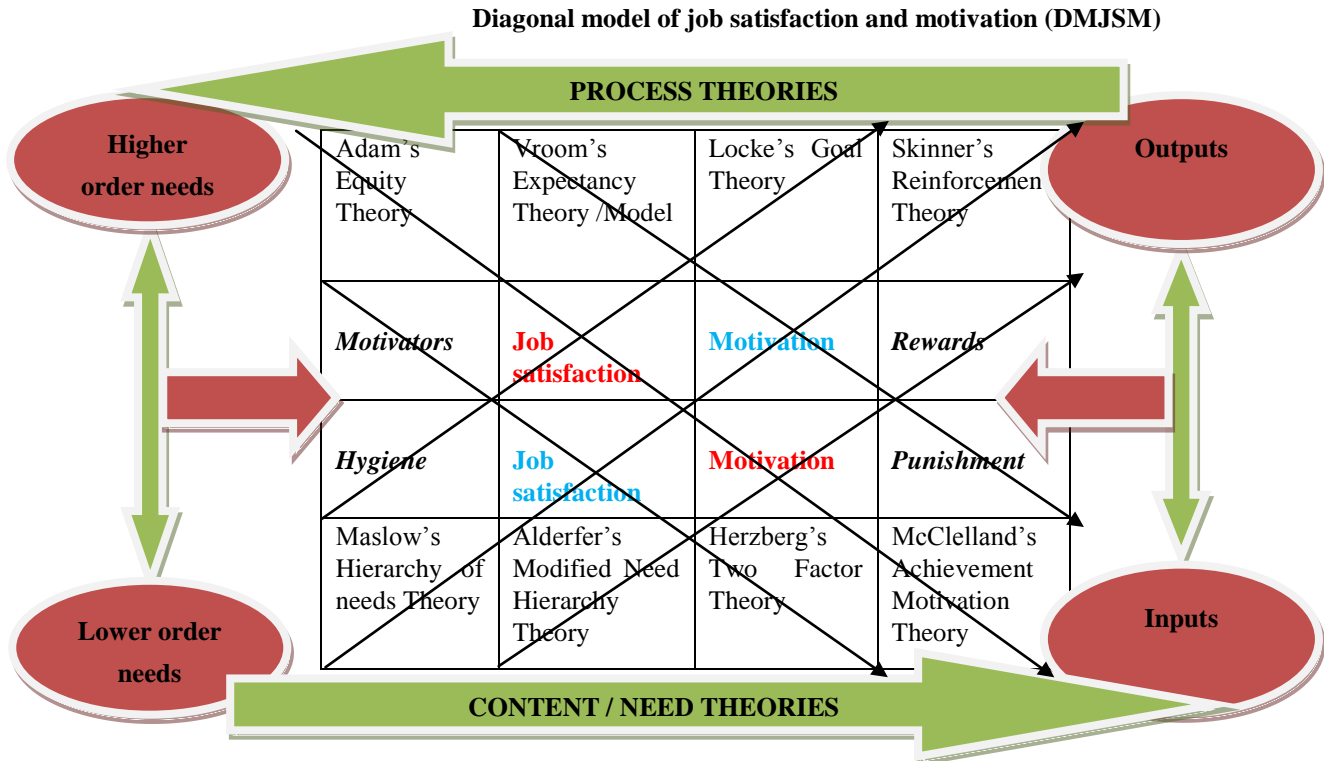 Diagonal model of job satisfaction and motivation (DMJSM)
PROCESS THEORIES
Higher
order needs
Outputs
Adam’s
Equity
Theory
Vroom’s
Expectancy
Theory /Model
Locke’s Goal
Theory
Skinner’s
Reinforcemen
Theory
Motivators
Job
satisfaction
Motivation
Rewards
Hygiene
Job
satisfaction
Motivation
Punishment
Maslow’s
Hierarchy of
needs Theory
Alderfer’s
Modified Need
Hierarchy
Theory
Herzberg’s
Two Factor
Theory
McClelland’s
Achievement
Motivation
Theory
Lower order
needs
Inputs
CONTENT / NEED THEORIES